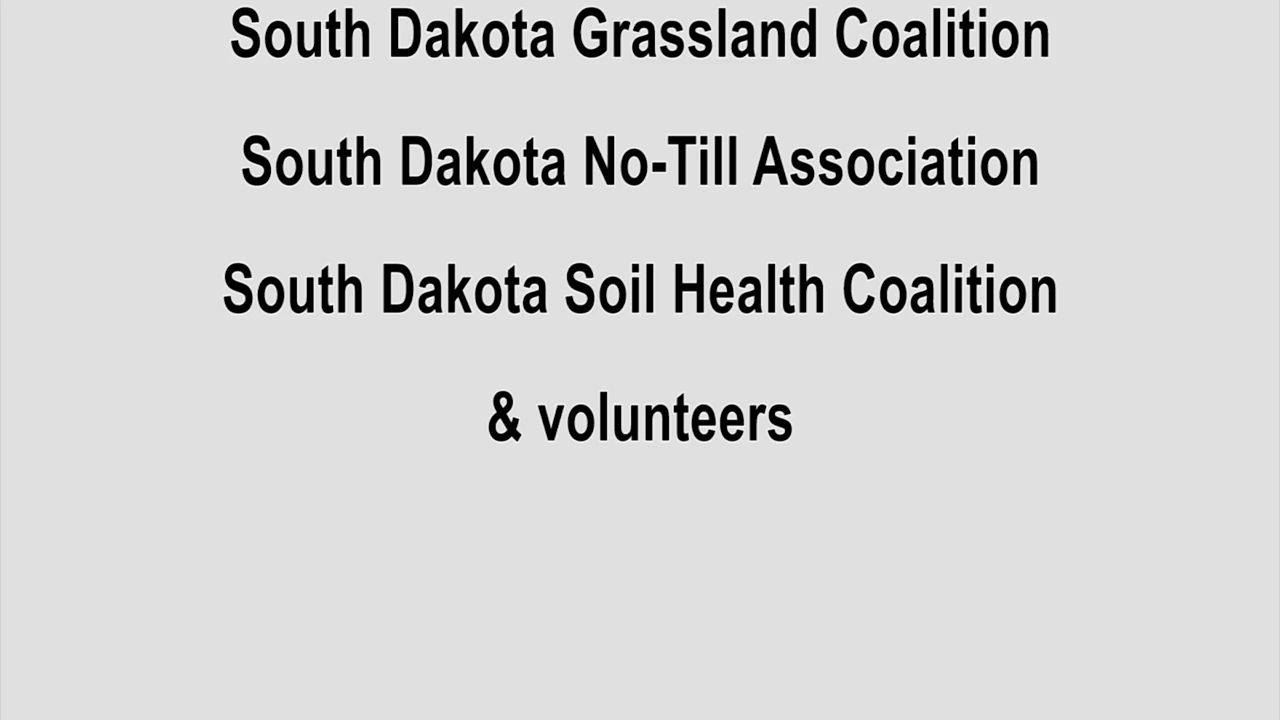 South Dakota Grassland Coalition
South Dakota No-Till Association
South Dakota Soil Health Coalition
& volunteers